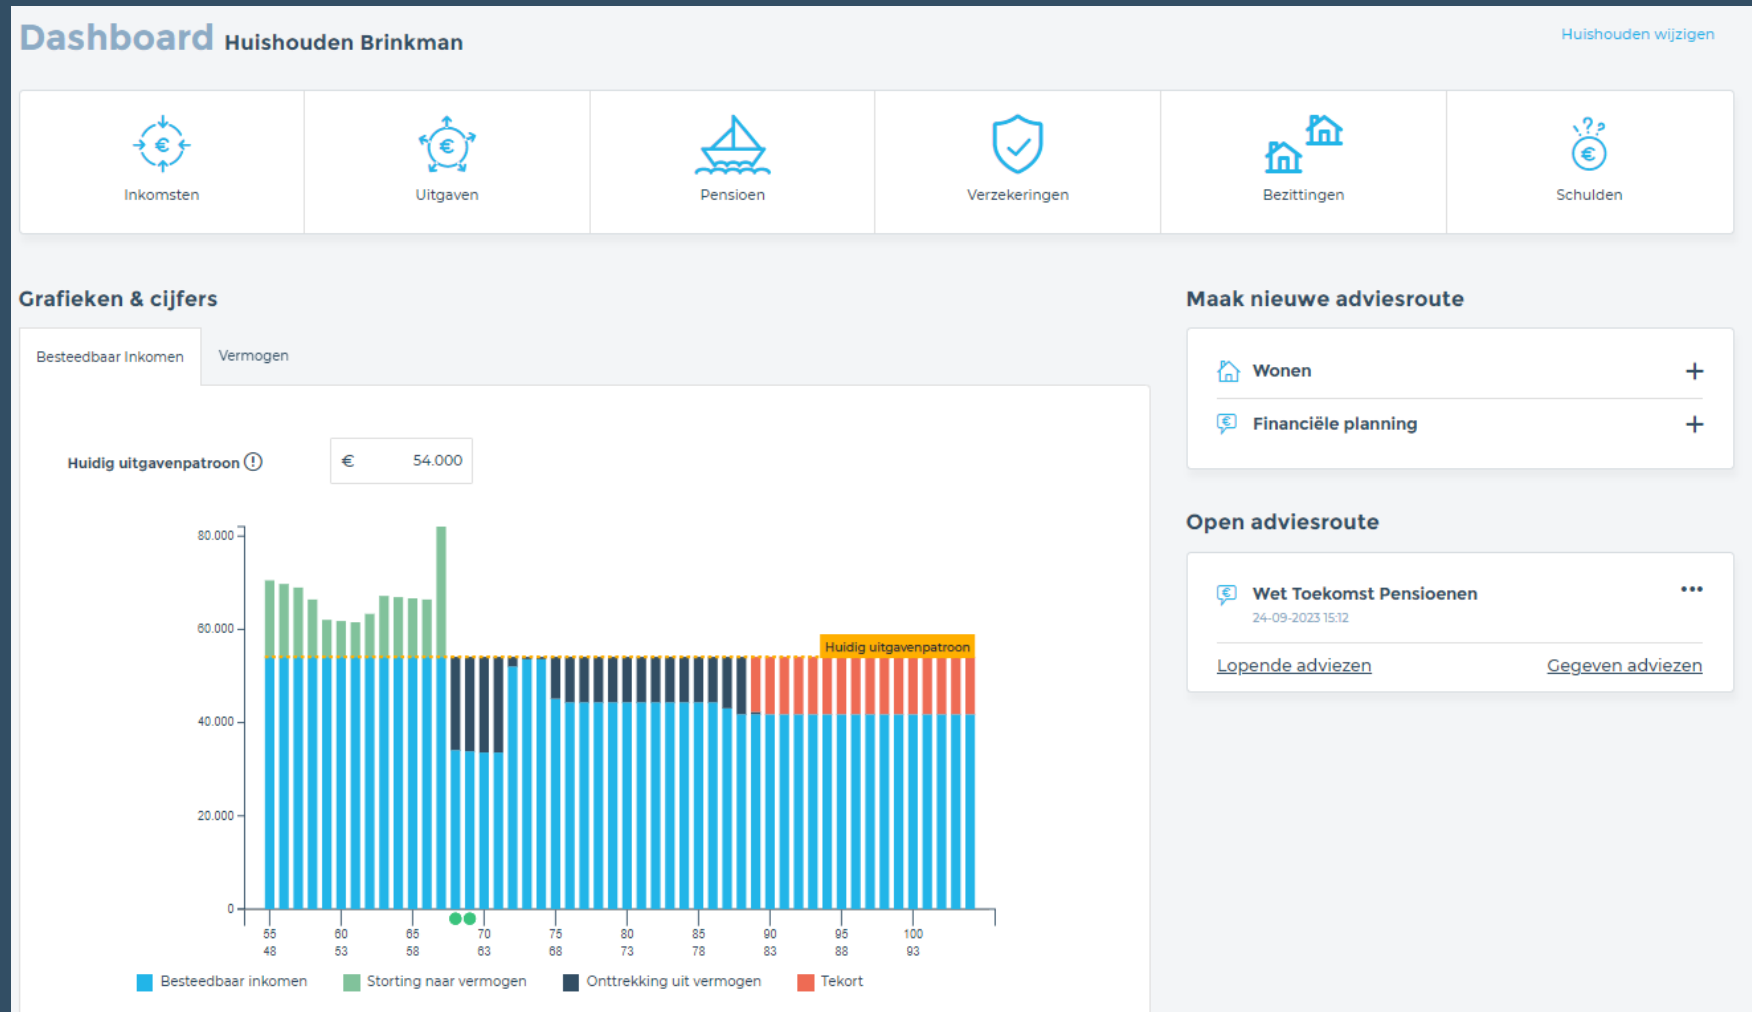 Dashboard Huishouden Brinkman
Huishouden wijzigen
Inkomsten
Uitgaven
Pensioen
Verzekeringen
Bezittingen
Schulden
Grafieken & cijfers
Besteedbaar Inkomen
Vermogen
Huidig uitgavenpatroon
€ 54.000
80.000
60.000
40.000
20.000
0
Huidig uitgavenpatroon
55 60 65 70 75 80 85 90 95 100
48 53 58 63 68 73 78 83 88 93
Besteedbaar inkomen
Storting naar vermogen
Onttrekking uit vermogen
Tekort
Maak nieuwe adviesroute
Wonen
Financiële planning
Open adviesroute
Wet Toekomst Pensioenen
24-09-2023 15:12
Lopende adviezen
Gegeven adviezen